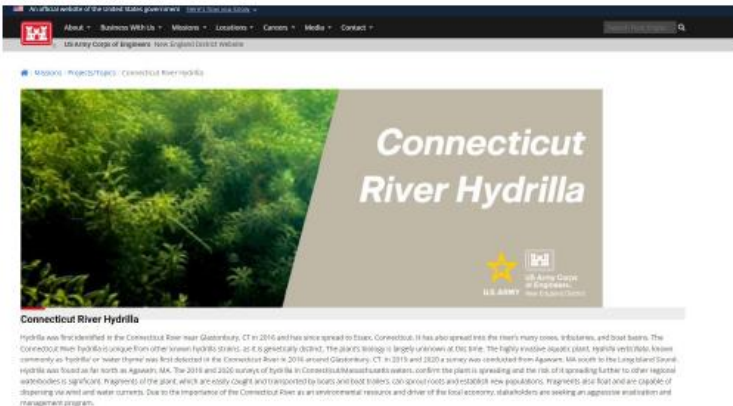 An official website of the United States government Here's how you know
About Business With Us Missions Locations Careers Media Contact
US Army Corps of Engineers New England District Website
Missions Projects/Topics Connecticut River Hydrilla
Connecticut
River Hydrilla
U.S. ARMY
US Army Corps
of Engineers
New England District
Connecticut River Hydrilla
Hydrilla was first identified in the Connecticut River near Glastonbury, CT in 2016 and has since spread to Essex, Connecticut. It has also spread into the river's many coves, tributaries, and boat basins. The
Connecticut River hydrilla is unique from other known hydrilla strains, as it is genetically distinct. The plant's biology is largely unknown at this time. The highly invasive aquatic plant, Hydrilla verticillata, known
commonly as 'hydrilla' or 'water thyme' was first detected in the Connecticut River in 2016 around Glastonbury, CT. In 2019 and 2020 a survey was conducted from Agawam, MA south to the Long Island Sound.
Hydrilla was found as far north as Agawam, MA. The 2019 and 2020 surveys of hydrilla in Connecticut/Massachusetts waters, confirm the plant is spreading and the risk of it spreading further to other regional
waterbodies is significant. Fragments of the plant, which are easily caught and transported by boats and boat trailers, can sprout roots and establish new populations. Fragments also float and are capable of
dispersing via wind and water currents. Due to the importance of the Connecticut River as an environmental resource and driver of the local economy, stakeholders are seeking an aggressive eradication and
management program.